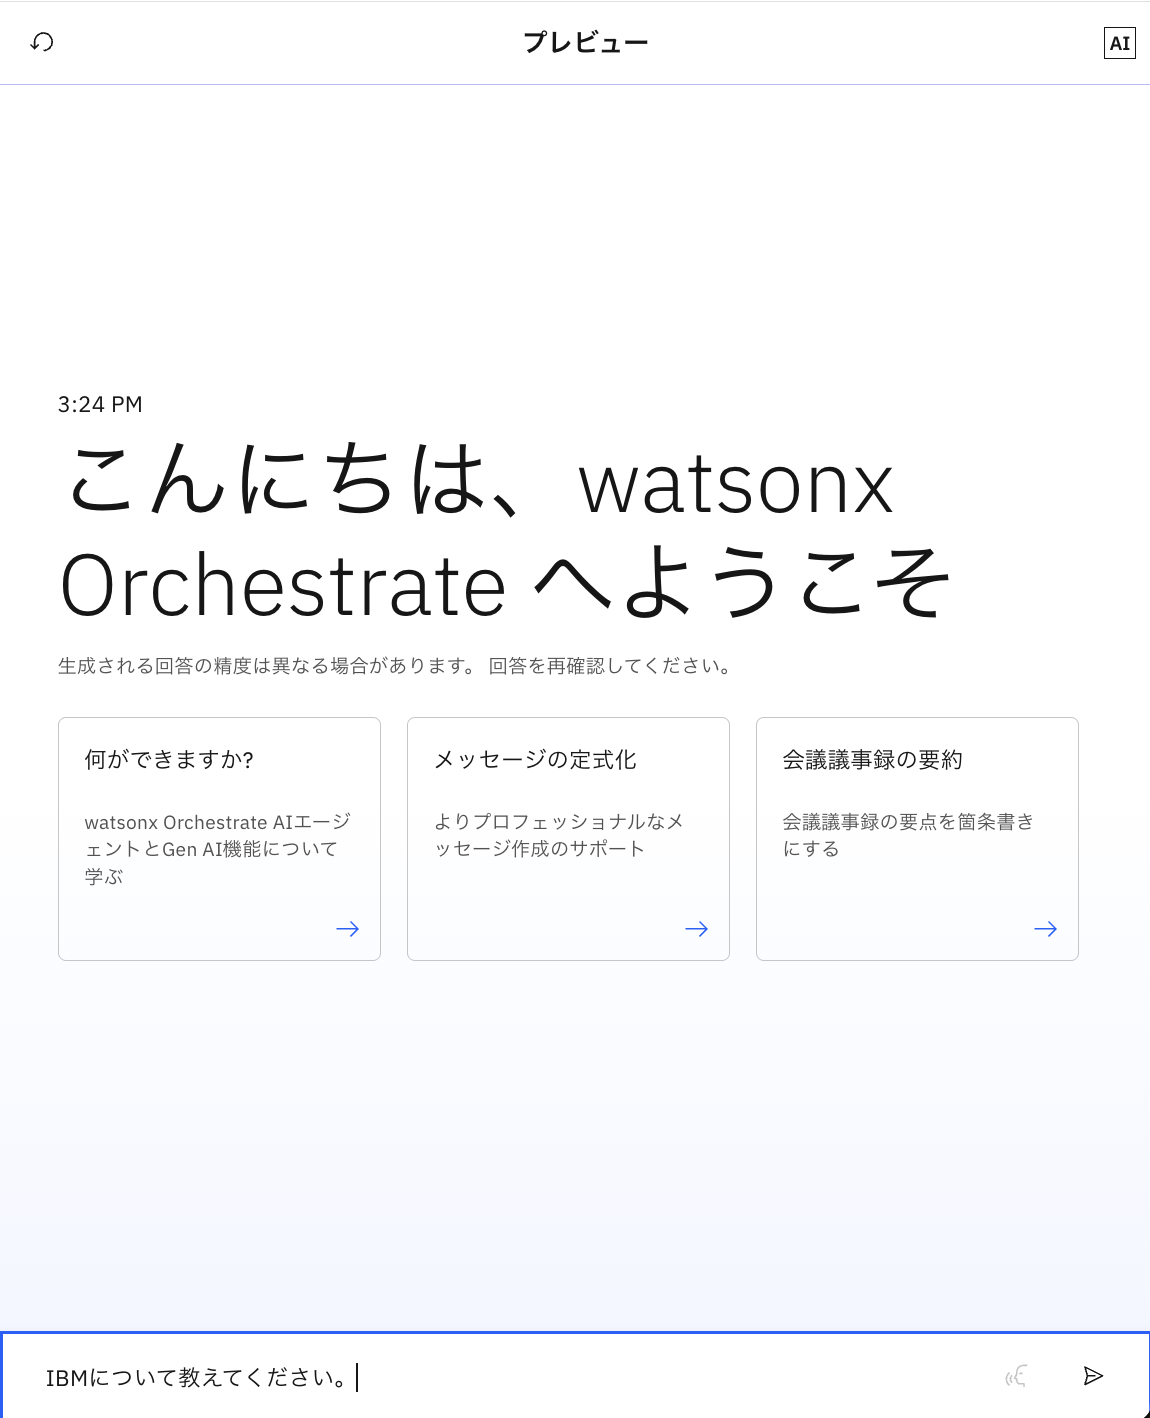 プレビュー
AI
3:24 PM
こんにちは、watsonx
Orchestrate へようこそ
生成される回答の精度は異なる場合があります。 回答を再確認してください。
何ができますか?
watsonx Orchestrate AIエージ
ェントとGen AI機能について
学ぶ
メッセージの定式化
よりプロフェッショナルなメ
ッセージ作成のサポート
会議議事録の要約
会議議事録の要点を箇条書き
にする
IBMについて教えてください。